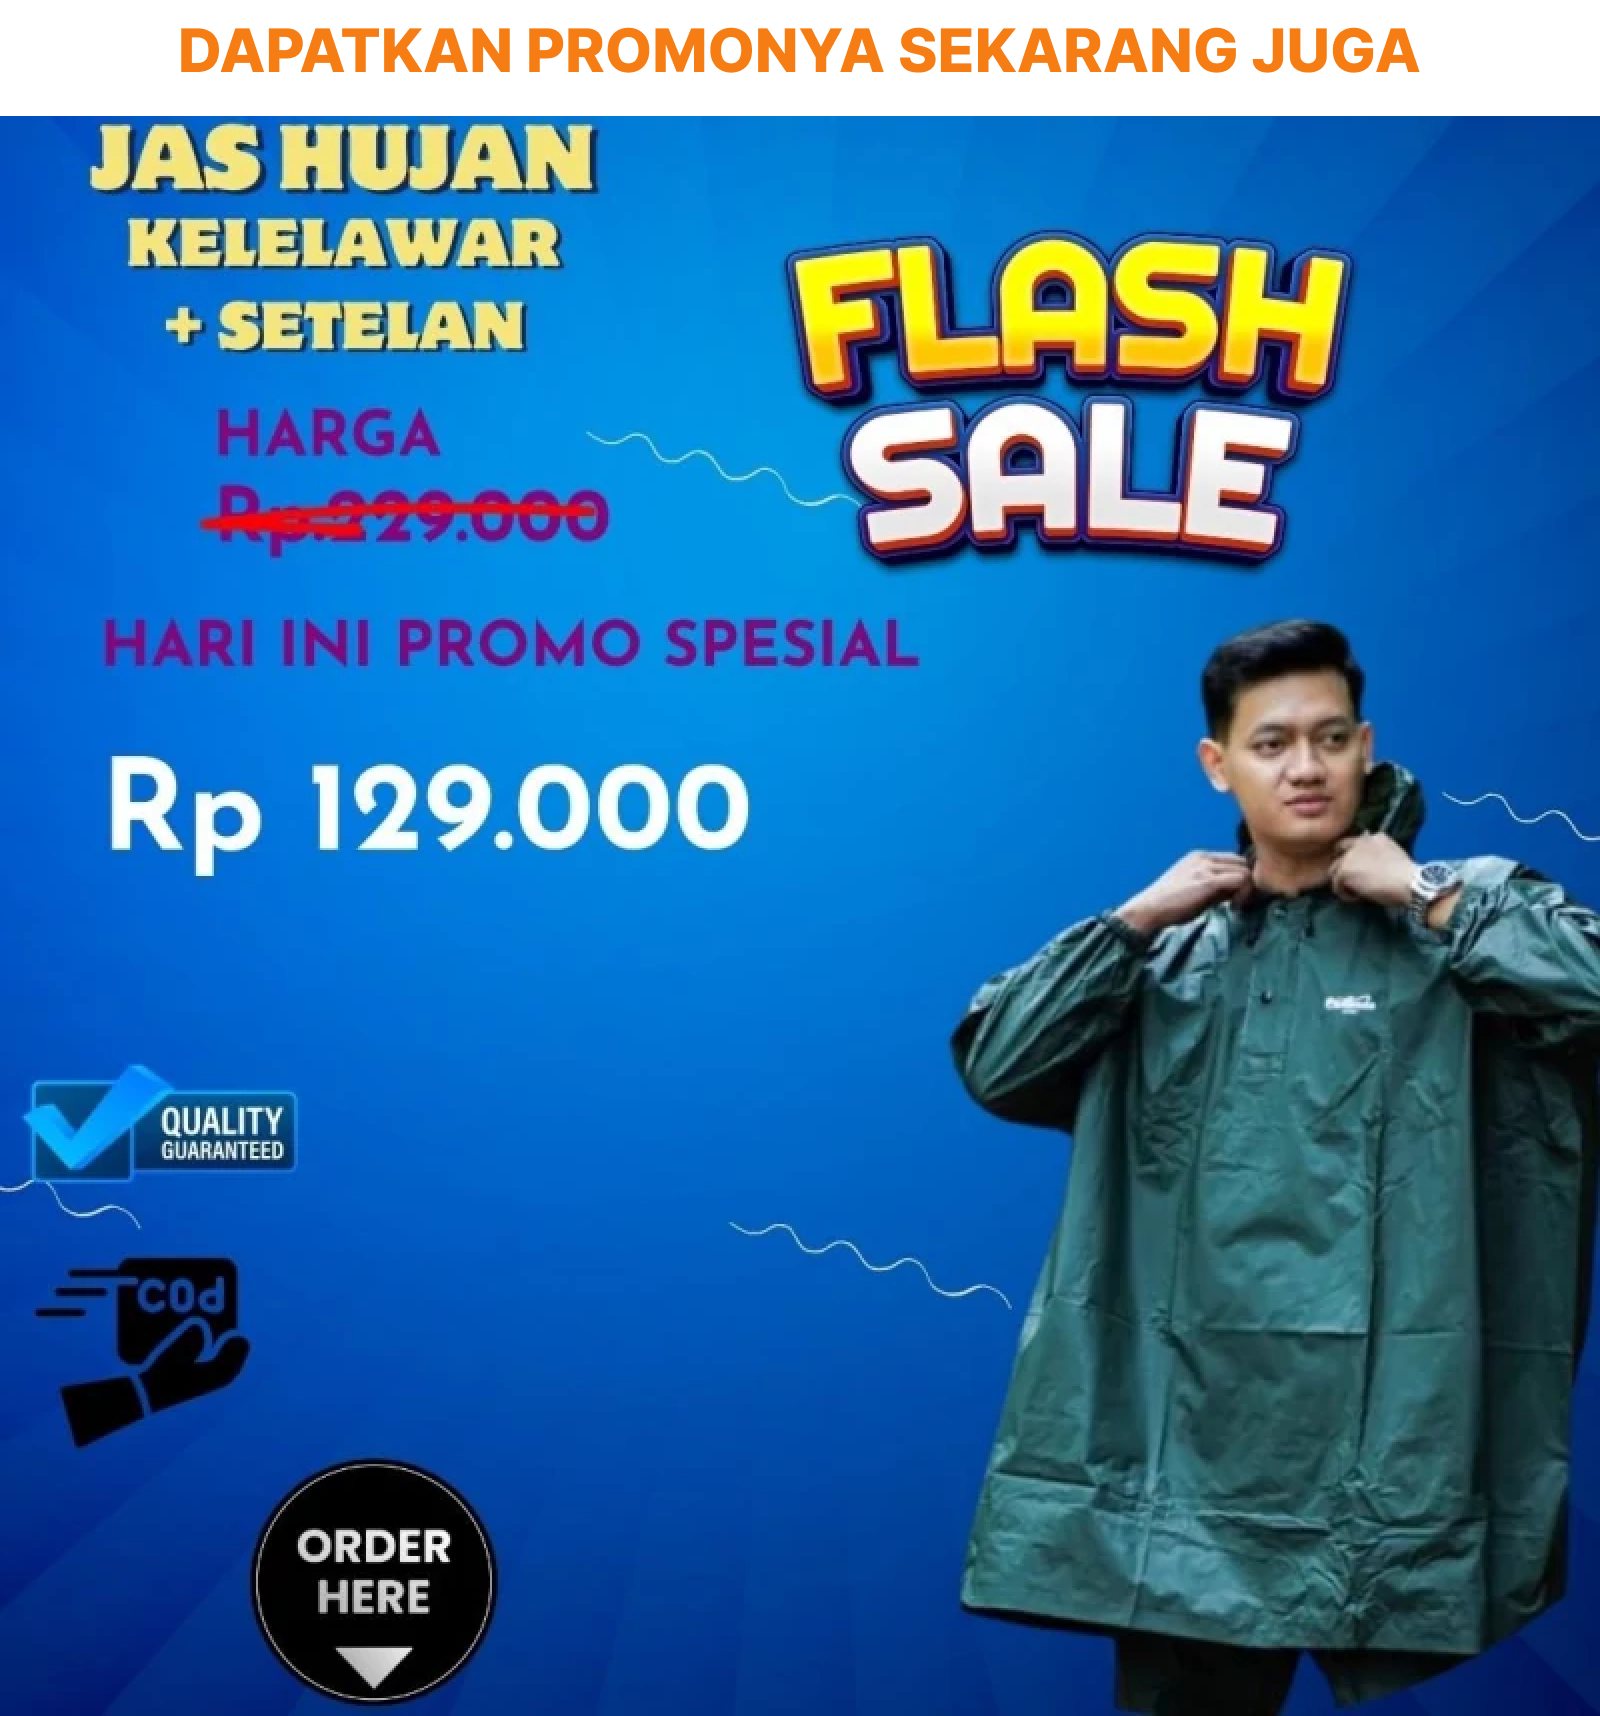 DAPATKAN PROMONYA SEKARANG JUGA
JAS HUJAN
KELELAWAR
+ SETELAN
FLASH
SALE
HARGA
Rp.229.000
HARI INI PROMO SPESIAL
Rp 129.000
QUALITY
GUARANTEED
COd
ORDER
HERE